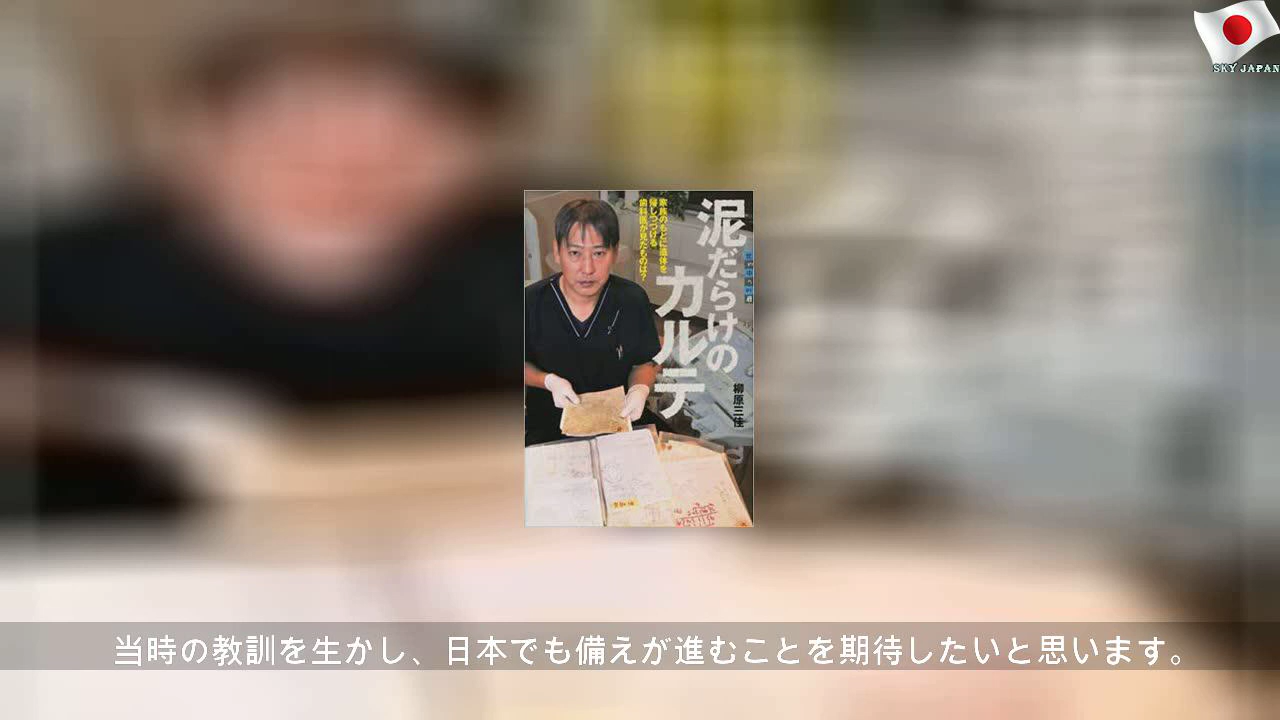 SKY JAPAN
泥だらけの
カルテ
家族のもとに遺体を
帰しつづける
歯科医が見たものは?
柳原三佳
当時の教訓を生かし、日本でも備えが進むことを期待したいと思います。